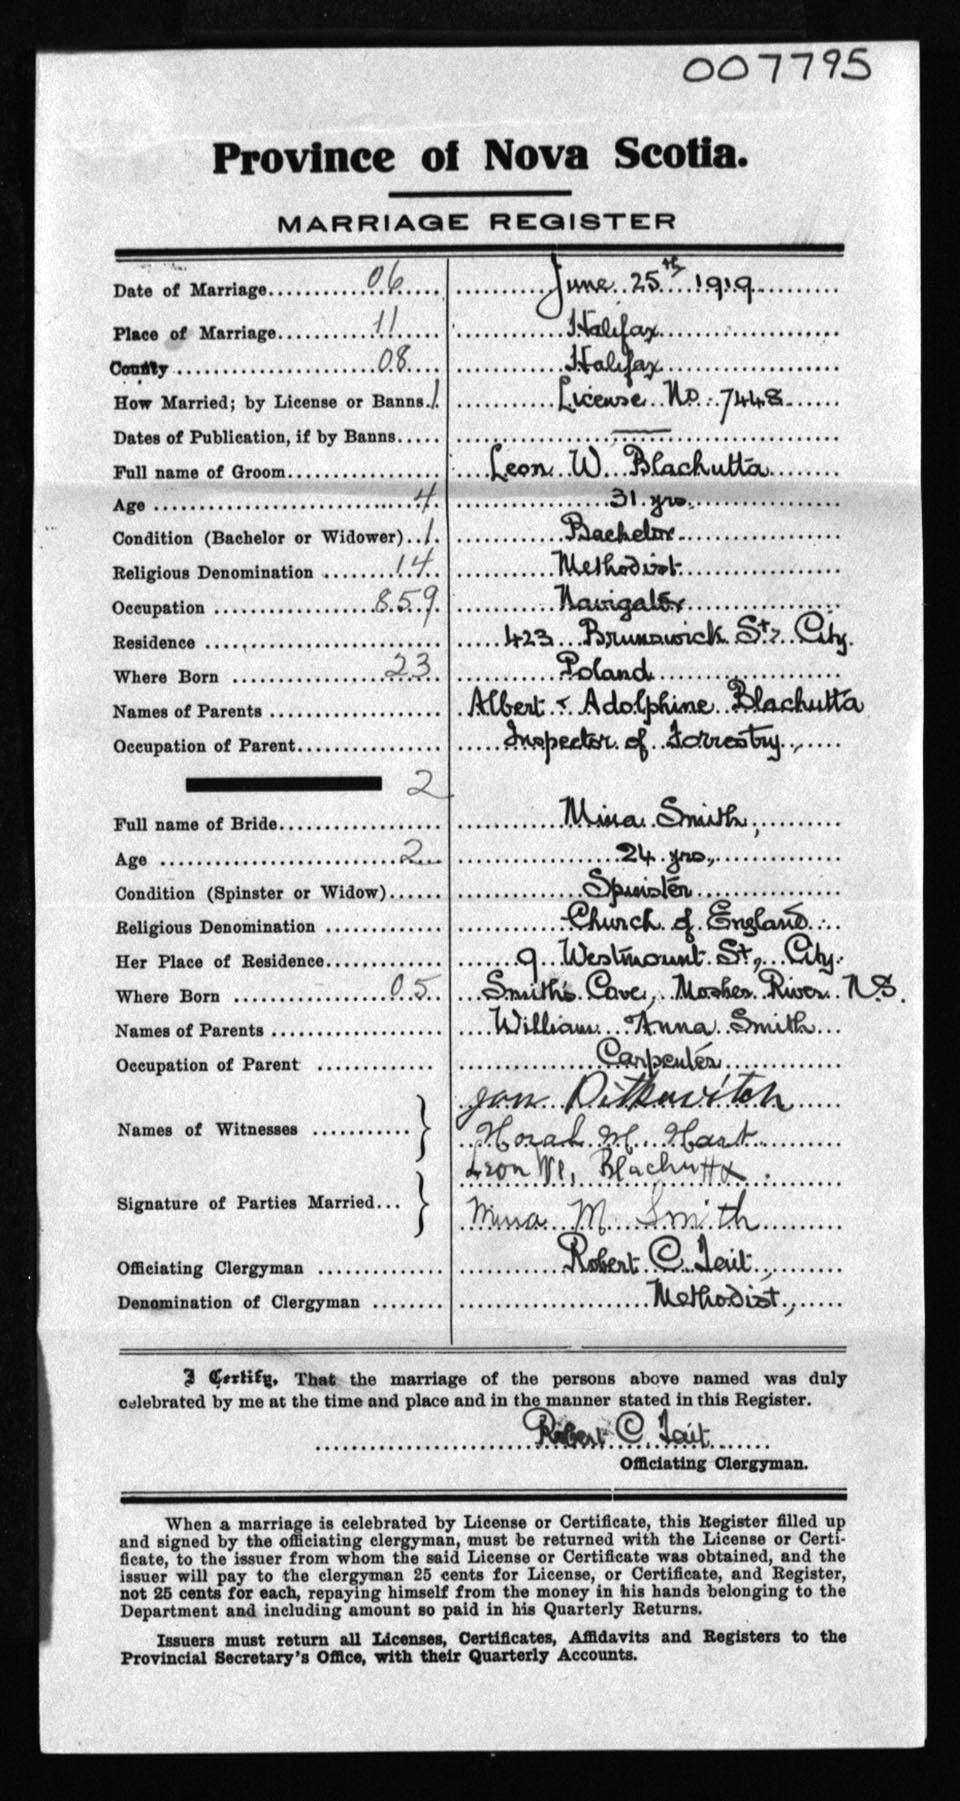 007795
Province of Nova Scotia.
MARRIAGE REGISTER
Date of Marriage 06 June 25th 1919
Place of Marriage 11 Halifax
County 08 Halifax
How Married; by License or Banns 1 License No. 7448
Dates of Publication, if by Banns —
Full name of Groom Leon W. Blachutta
Age 4 31 yrs.
Condition (Bachelor or Widower) 1 Bachelor
Religious Denomination 14 Methodist
Occupation 859 Navigator
Residence 423 Brunswick St., City.
Where Born 23 Poland
Names of Parents Albert & Adolphine Blachutta
Occupation of Parent Inspector of Forrestry,
2
Full name of Bride Mina Smith,
Age 2 24 yrs.,
Condition (Spinster or Widow) Spinster
Religious Denomination Church of England
Her Place of Residence 9 Westmount St., City.
Where Born 05 Smith's Cove, Mosher River N.S.
Names of Parents William Anna Smith
Occupation of Parent Carpenter
Names of Witnesses Jan
Norah M. Hart
Signature of Parties Married Leon W. Blachutta.
Mina M Smith
Officiating Clergyman Robert C. Tait,
Denomination of Clergyman Methodist,
I Certify, That the marriage of the persons above named was duly
celebrated by me at the time and place and in the manner stated in this Register.
Robert C. Tait
Officiating Clergyman.
When a marriage is celebrated by License or Certificate, this Register filled up
and signed by the officiating clergyman, must be returned with the License or Certi-
ficate, to the issuer from whom the said License or Certificate was obtained, and the
issuer will pay to the clergyman 25 cents for License, or Certificate, and Register,
not 25 cents for each, repaying himself from the money in his hands belonging to the
Department and including amount so paid in his Quarterly Returns.
Issuers must return all Licenses, Certificates, Affidavits and Registers to the
Provincial Secretary's Office, with their Quarterly Accounts.